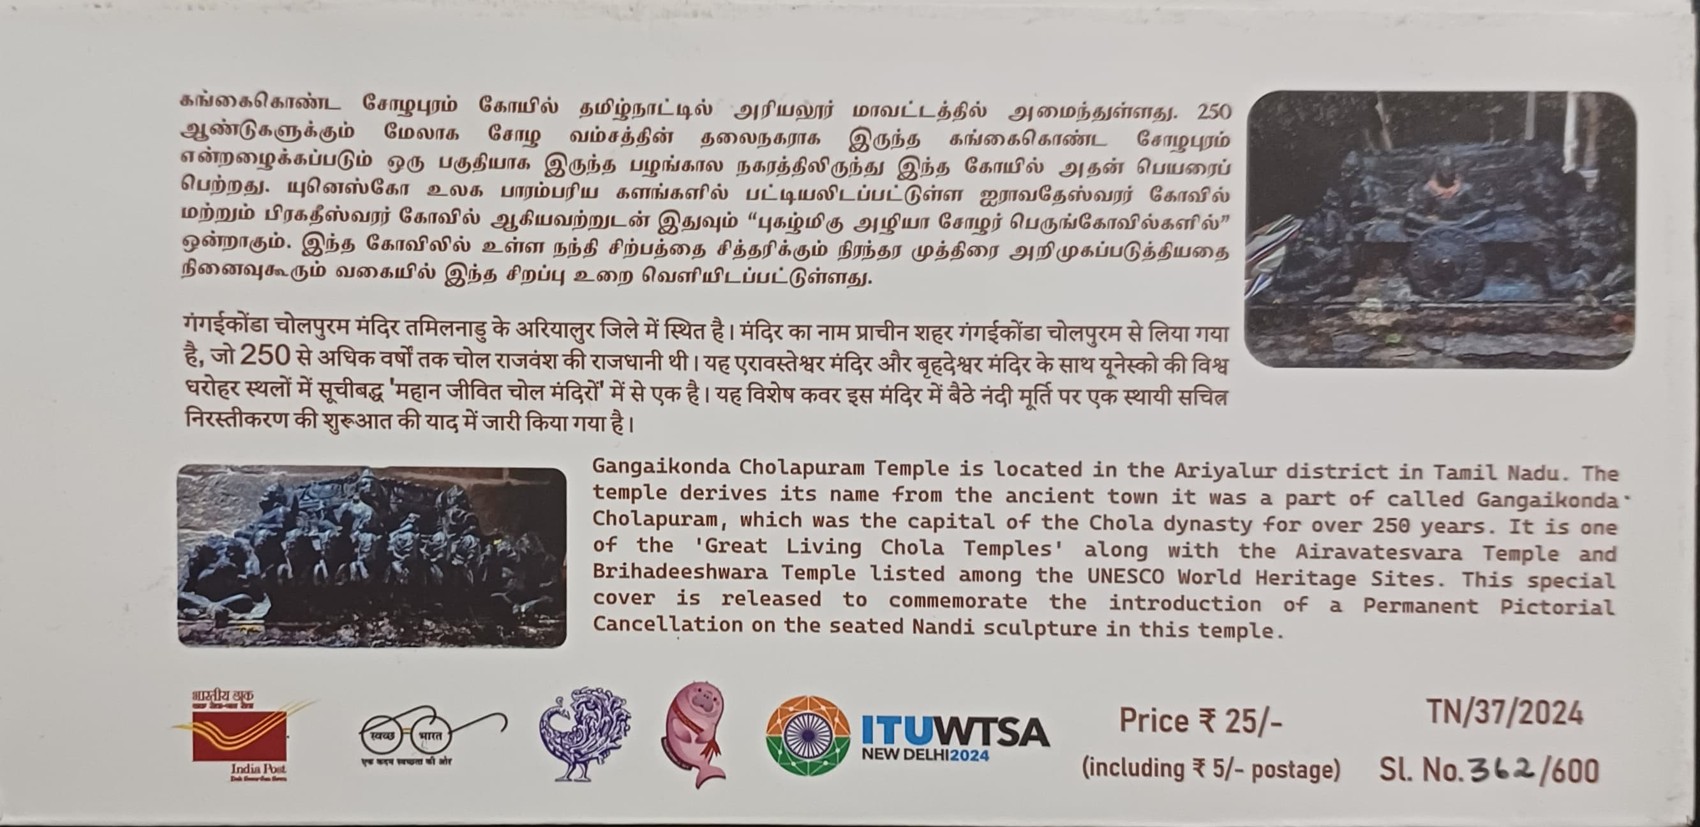 கங்கைகொண்ட சோழபுரம் கோயில் தமிழ்நாட்டில் அரியலூர் மாவட்டத்தில் அமைந்துள்ளது. 250
ஆண்டுகளுக்கும் மேலாக சோழ வம்சத்தின் தலைநகராக இருந்த கங்கைகொண்ட சோழபுரம்
என்றழைக்கப்படும் ஒரு பகுதியாக இருந்த பழங்கால நகரத்திலிருந்து இந்த கோயில் அதன் பெயரைப்
பெற்றது. யுனெஸ்கோ உலக பாரம்பரிய களங்களில் பட்டியலிடப்பட்டுள்ள ஐராவதேஸ்வரர் கோவில்
மற்றும் பிரகதீஸ்வரர் கோவில் ஆகியவற்றுடன் இதுவும் “புகழ்மிகு அழியா சோழர் பெருங்கோவில்களில்”
ஒன்றாகும். இந்த கோவிலில் உள்ள நந்தி சிற்பத்தை சித்தரிக்கும் நிரந்தர முத்திரை அறிமுகப்படுத்தியதை
நினைவுகூரும் வகையில் இந்த சிறப்பு உறை வெளியிடப்பட்டுள்ளது.
गंगईकोंडा चोलपुरम मंदिर तमिलनाडु के अरियालुर जिले में स्थित है। मंदिर का नाम प्राचीन शहर गंगईकोंडा चोलपुरम से लिया गया
है, जो 250 से अधिक वर्षों तक चोल राजवंश की राजधानी थी। यह एरावस्तेश्वर मंदिर और बृहदेश्वर मंदिर के साथ यूनेस्को की विश्व
धरोहर स्थलों में सूचीबद्ध 'महान जीवित चोल मंदिरों' में से एक है। यह विशेष कवर इस मंदिर में बैठे नंदी मूर्ति पर एक स्थायी सचित्र
निरस्तीकरण की शुरूआत की याद में जारी किया गया है।
Gangaikonda Cholapuram Temple is located in the Ariyalur district in Tamil Nadu. The
temple derives its name from the ancient town it was a part of called Gangaikonda
Cholapuram, which was the capital of the Chola dynasty for over 250 years. It is one
of the 'Great Living Chola Temples' along with the Airavatesvara Temple and
Brihadeeshwara Temple listed among the UNESCO World Heritage Sites. This special
cover is released to commemorate the introduction of a Permanent Pictorial
Cancellation on the seated Nandi sculpture in this temple.
भारतीय डाक
India Post
स्वच्छ भारत
एक कदम स्वच्छता की ओर
ITUWTSA
NEW DELHI2024
Price ₹ 25/-
(including ₹ 5/- postage)
TN/37/2024
Sl. No. 362/600